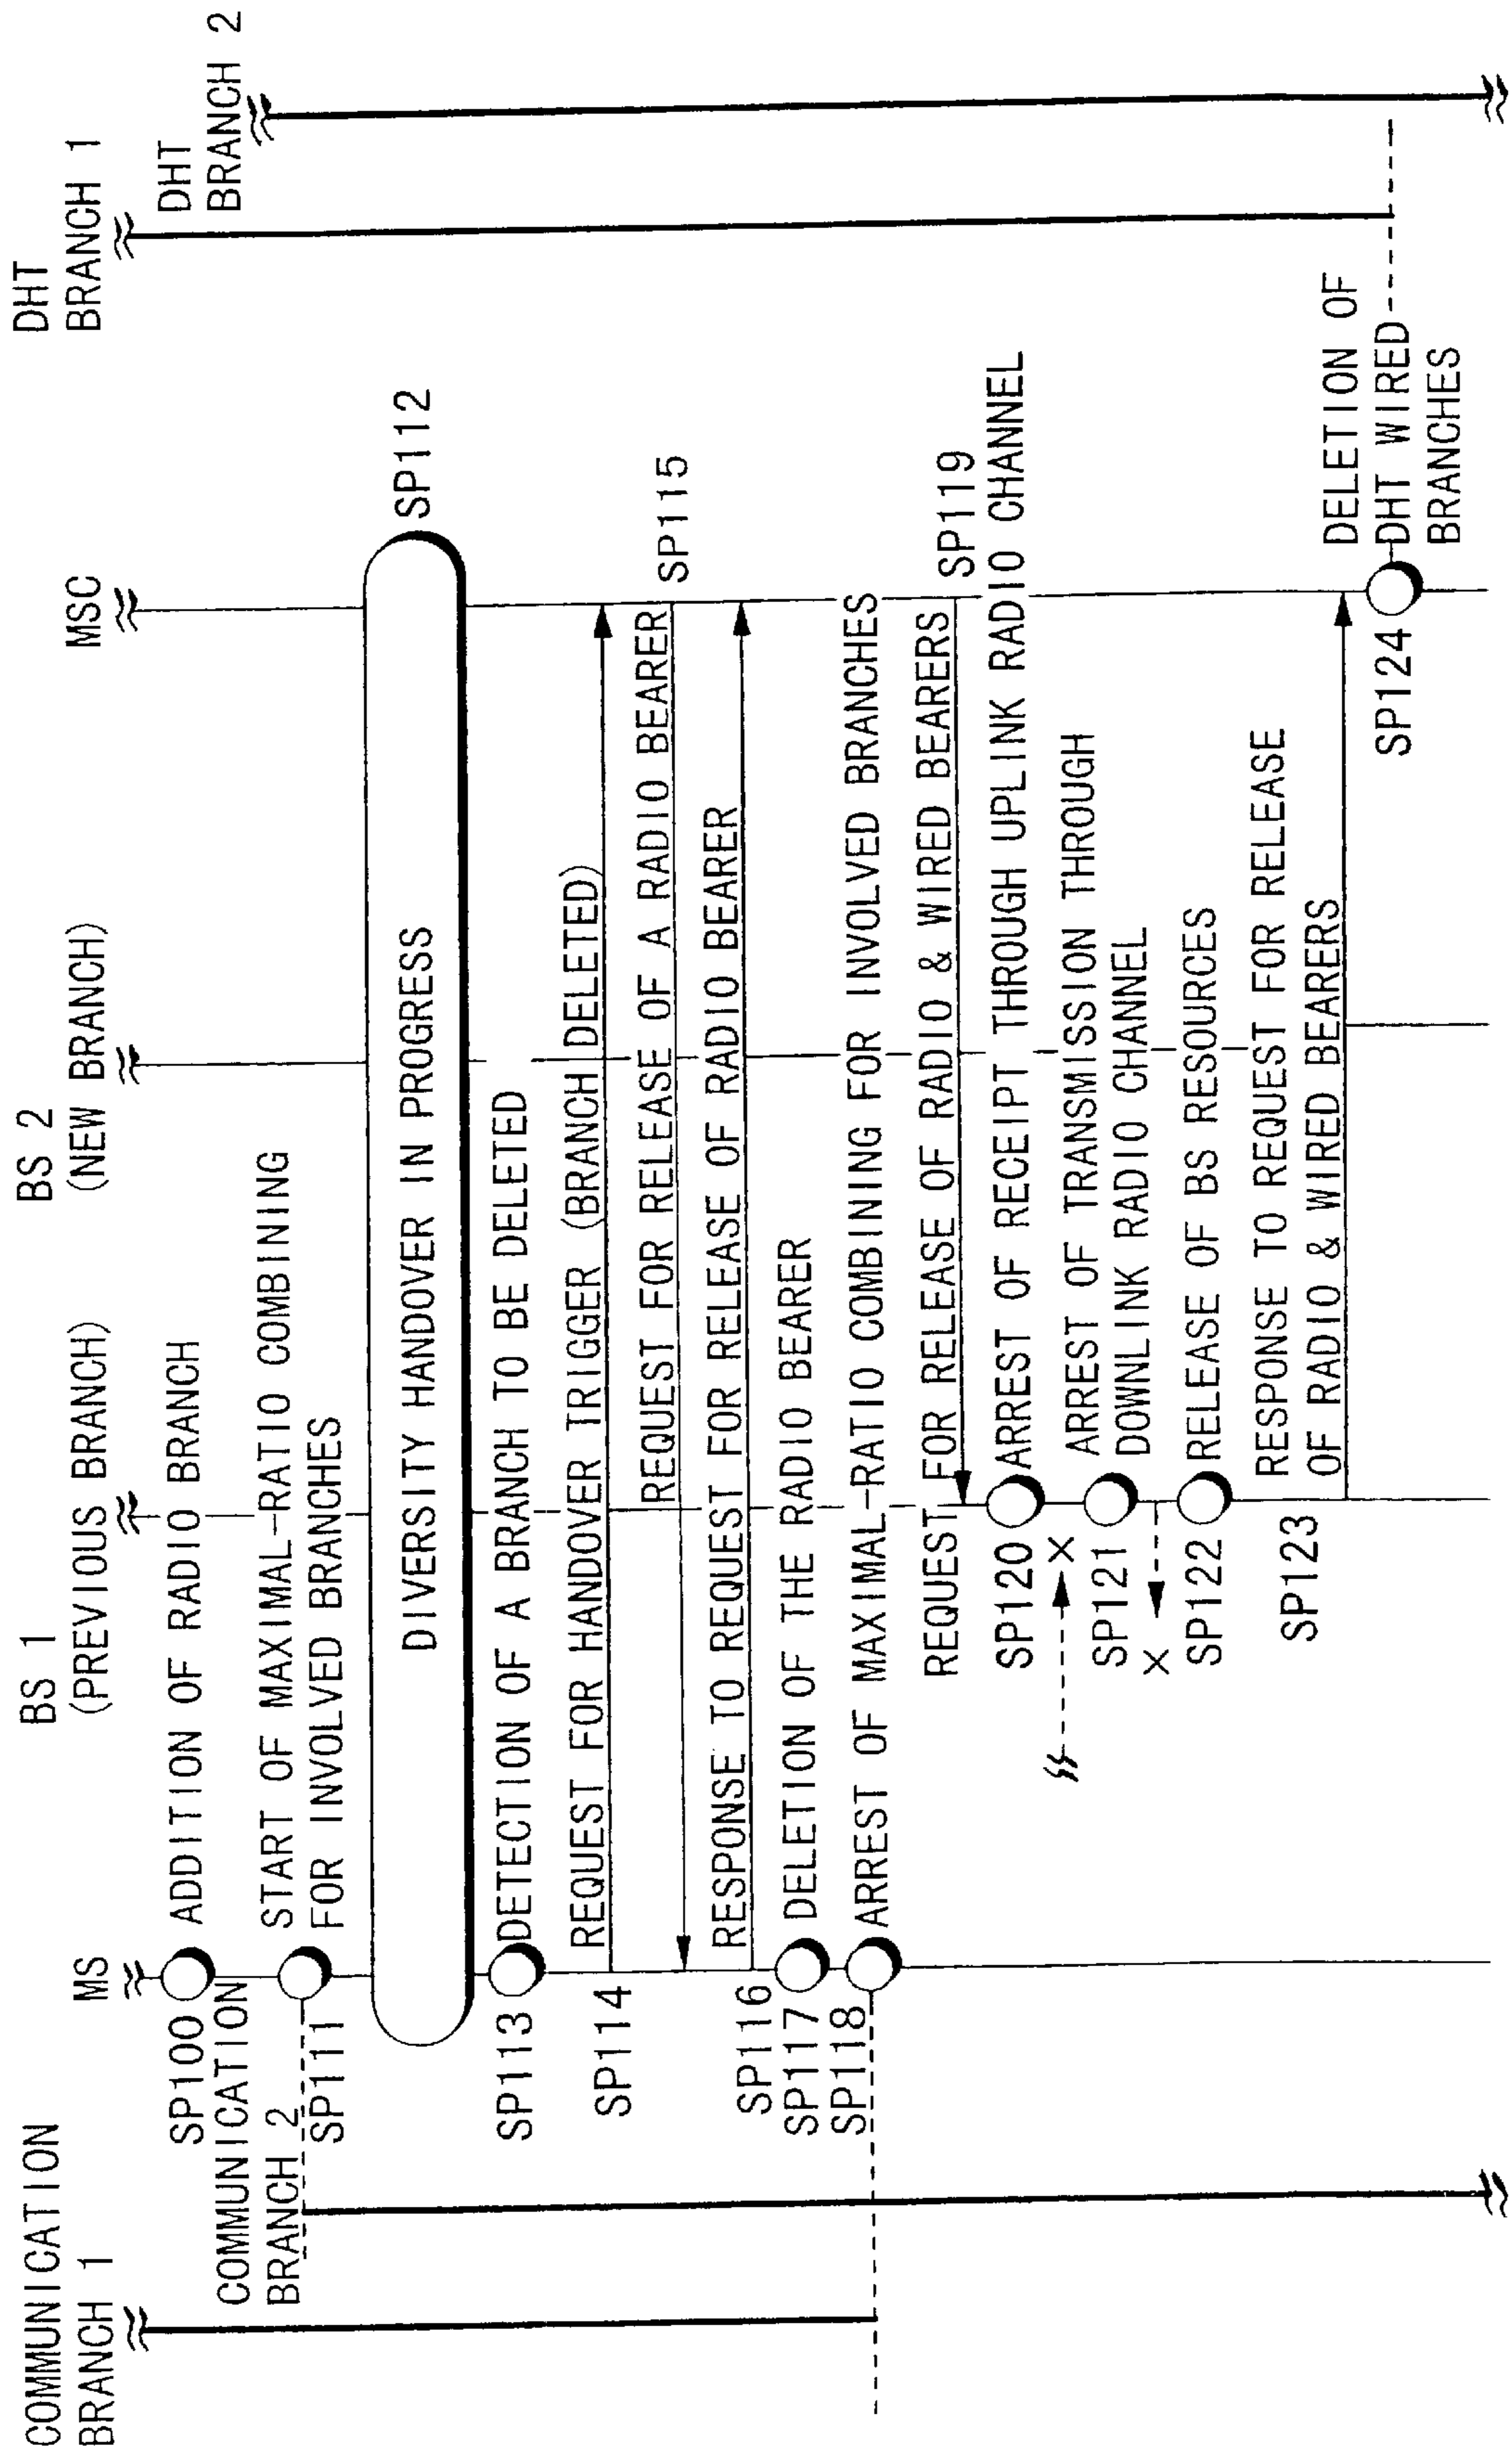 COMMUNICATION
BRANCH 1
MS
BS 1
(PREVIOUS BRANCH)
BS 2
(NEW BRANCH)
MSC
DHT
BRANCH 1
DHT
BRANCH 2
SP100
ADDITION OF RADIO BRANCH
COMMUNICATION
BRANCH 2
START OF MAXIMAL-RATIO COMBINING
FOR INVOLVED BRANCHES
SP111
DIVERSITY HANDOVER IN PROGRESS
SP112
SP113
DETECTION OF A BRANCH TO BE DELETED
REQUEST FOR HANDOVER TRIGGER (BRANCH DELETED)
SP114
REQUEST FOR RELEASE OF A RADIO BEARER
SP115
RESPONSE TO REQUEST FOR RELEASE OF RADIO BEARER
SP116
SP117
DELETION OF THE RADIO BEARER
SP118
ARREST OF MAXIMAL-RATIO COMBINING FOR INVOLVED BRANCHES
REQUEST FOR RELEASE OF RADIO & WIRED BEARERS
SP119
SP120
ARREST OF RECEIPT THROUGH UPLINK RADIO CHANNEL
X
SP121
ARREST OF TRANSMISSION THROUGH
DOWNLINK RADIO CHANNEL
X
SP122
RELEASE OF BS RESOURCES
RESPONSE TO REQUEST FOR RELEASE
OF RADIO & WIRED BEARERS
SP123
SP124
DELETION OF
DHT WIRED
BRANCHES